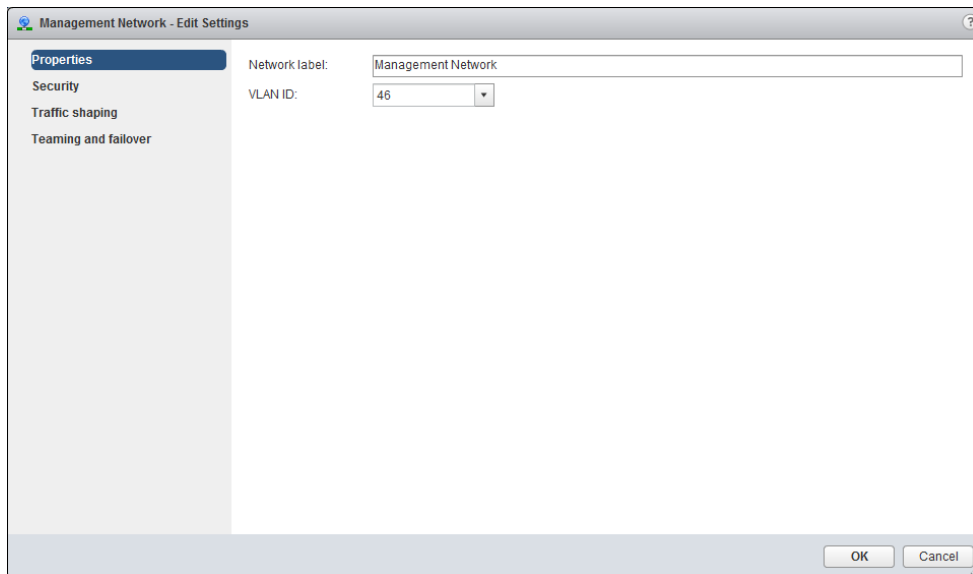 Management Network - Edit Settings
?
Properties
Security
Traffic shaping
Teaming and failover
Network label: Management Network
VLAN ID: 46
OK Cancel